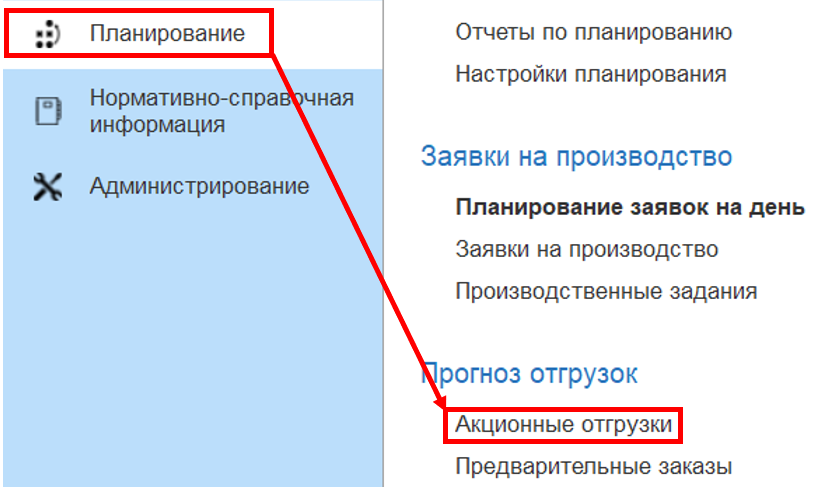 Планирование
Нормативно-справочная
информация
Администрирование
Отчеты по планированию
Настройки планирования
Заявки на производство
Планирование заявок на день
Заявки на производство
Производственные задания
Прогноз отгрузок
Акционные отгрузки
Предварительные заказы